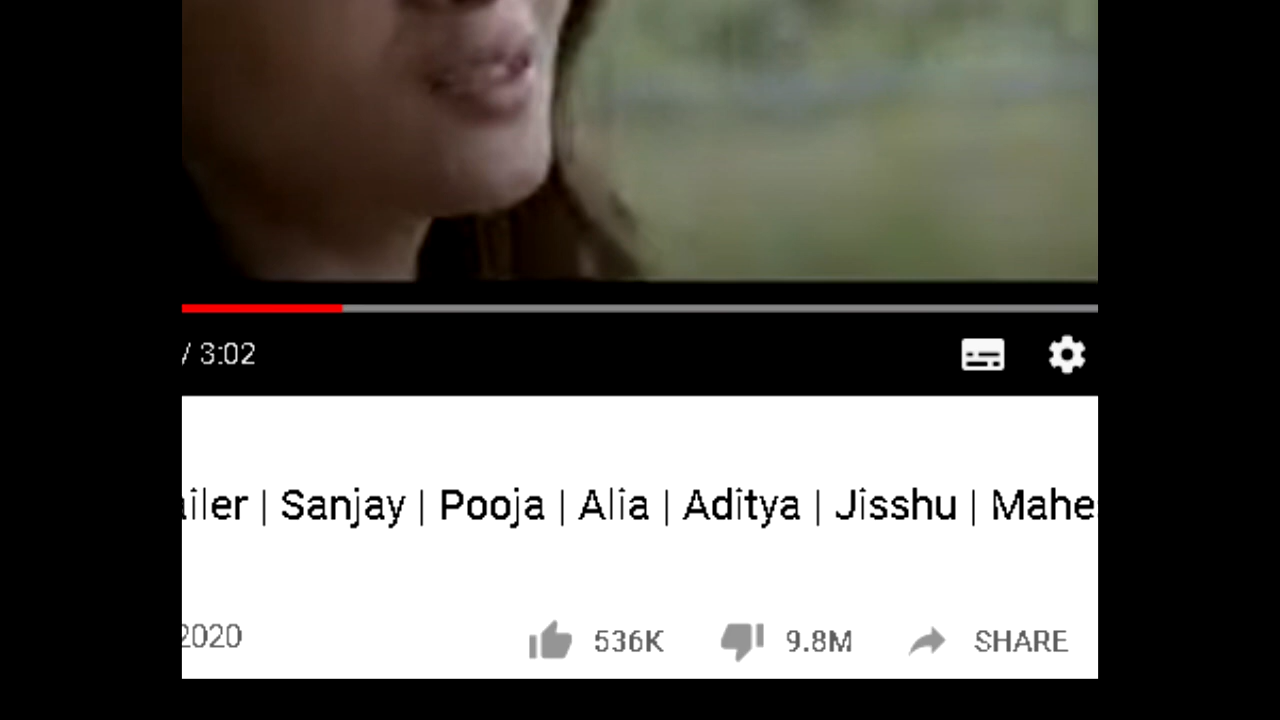 / 3:02
ailer | Sanjay | Pooja | Alia | Aditya | Jisshu | Mahe
2020
536K 9.8M SHARE